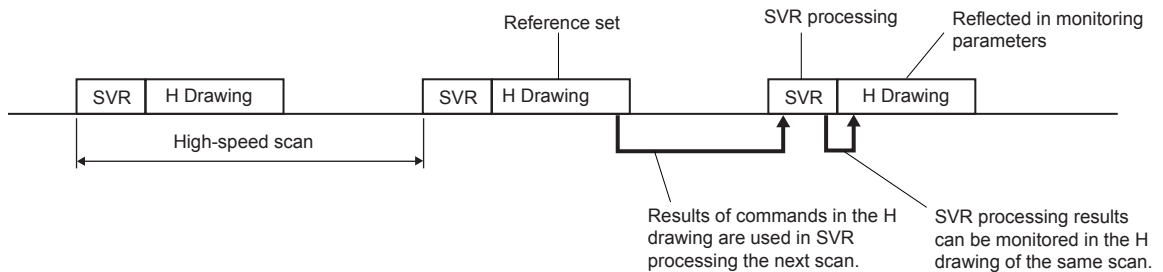 Reference set
SVR processing
Reflected in monitoring
parameters
SVR
H Drawing
SVR
H Drawing
SVR
H Drawing
High-speed scan
Results of commands in the H
drawing are used in SVR
processing the next scan.
SVR processing results
can be monitored in the H
drawing of the same scan.